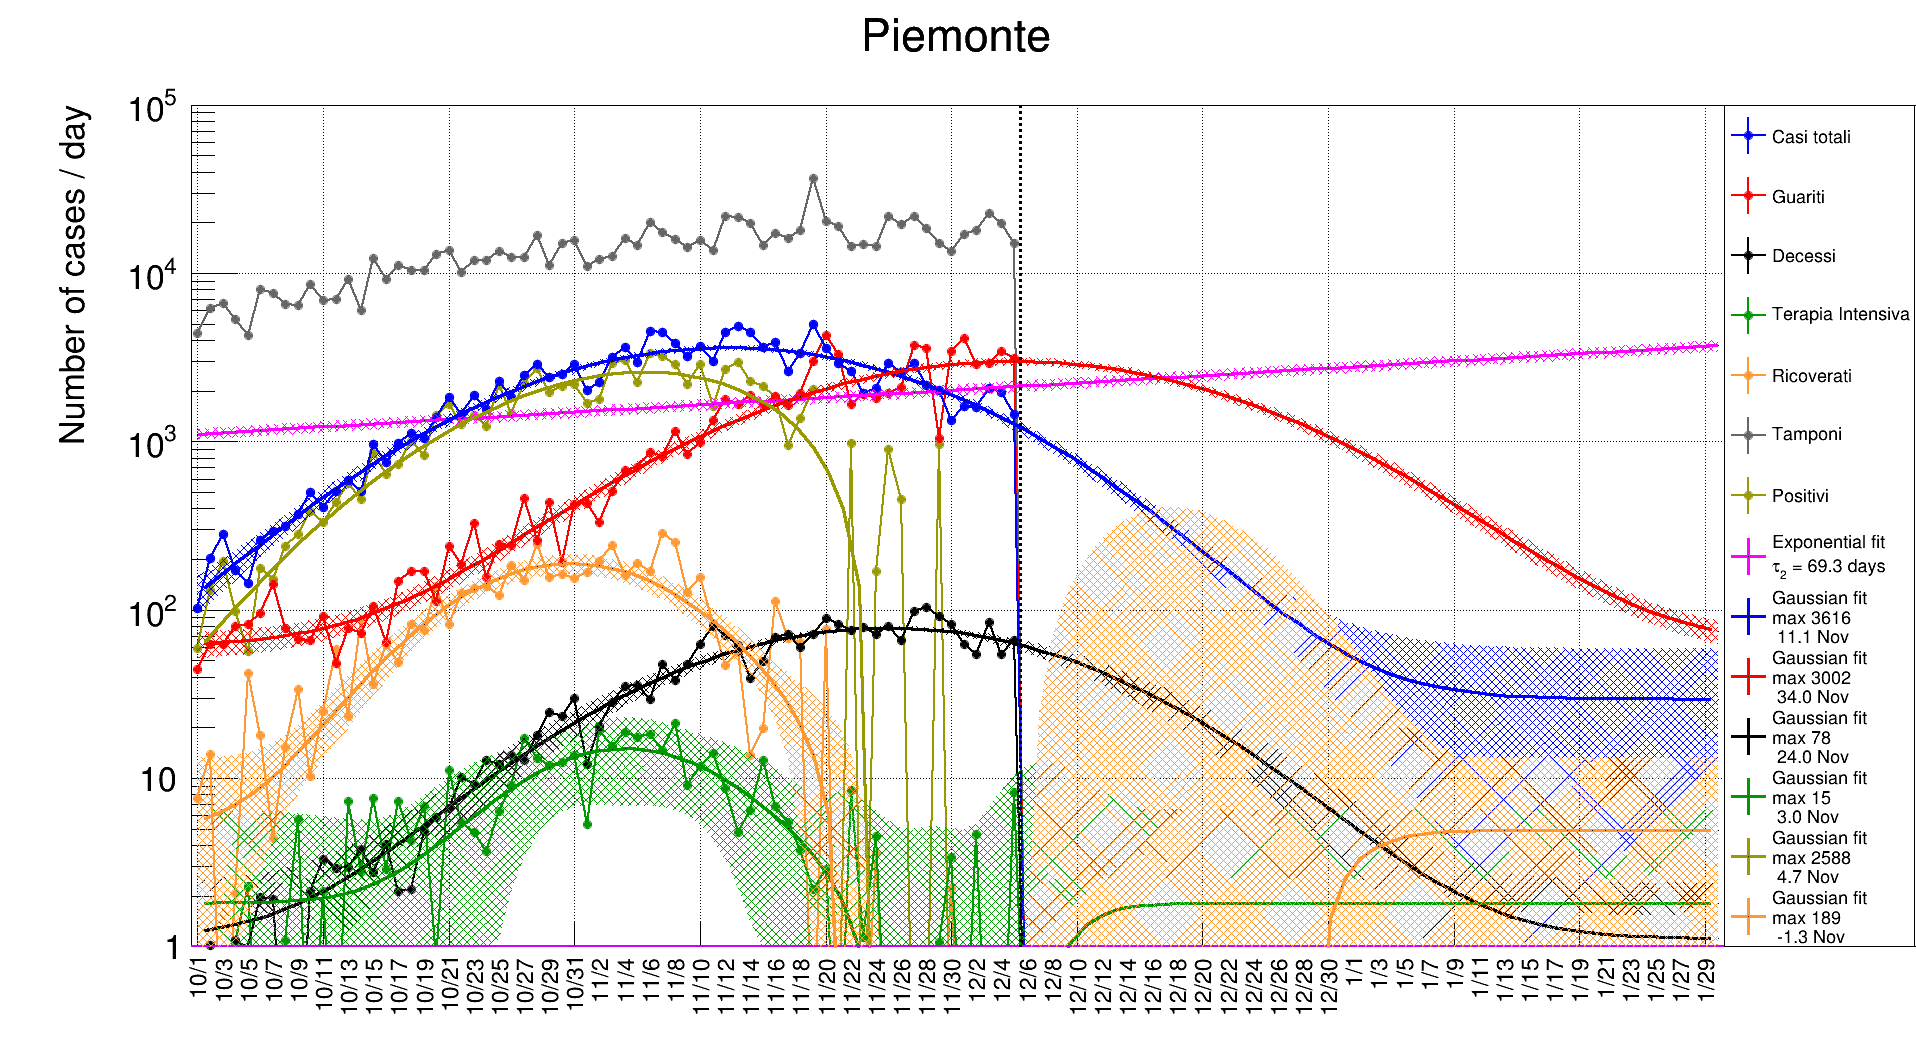 Piemonte
Number of cases / day
10^5
10^4
10^3
10^2
10
1
10/1
10/3
10/5
10/7
10/9
10/11
10/13
10/15
10/17
10/19
10/21
10/23
10/25
10/27
10/29
10/31
11/2
11/4
11/6
11/8
11/10
11/12
11/14
11/16
11/18
11/20
11/22
11/24
11/26
11/28
11/30
12/2
12/4
12/6
12/8
12/10
12/12
12/14
12/16
12/18
12/20
12/22
12/24
12/26
12/28
12/30
1/1
1/3
1/5
1/7
1/9
1/11
1/13
1/15
1/17
1/19
1/21
1/23
1/25
1/27
1/29
Casi totali
Guariti
Decessi
Terapia Intensiva
Ricoverati
Tamponi
Positivi
Exponential fit
τ₂ = 69.3 days
Gaussian fit
max 3616
11.1 Nov
Gaussian fit
max 3002
34.0 Nov
Gaussian fit
max 78
24.0 Nov
Gaussian fit
max 15
3.0 Nov
Gaussian fit
max 2588
4.7 Nov
Gaussian fit
max 189
-1.3 Nov